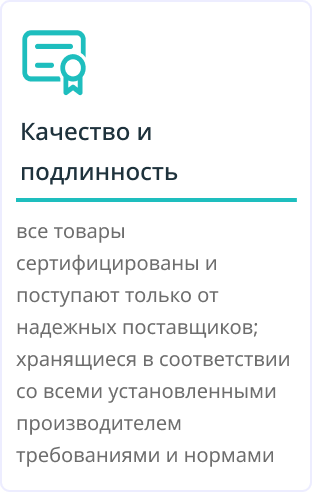 Качество и
подлинность
все товары
сертифицированы и
поступают только от
надежных поставщиков;
хранящиеся в соответствии
со всеми установленными
производителем
требованиями и нормами